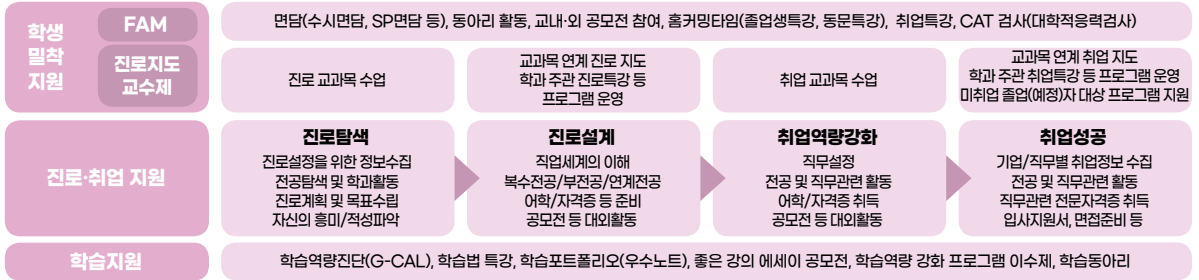 학생
밀착
지원
FAM
면담(수시면담, SP면담 등), 동아리 활동, 교내·외 공모전 참여, 홈커밍타임(졸업생특강, 동문특강), 취업특강, CAT 검사(대학적응력검사)
진로지도
교수제
진로 교과목 수업
교과목 연계 진로 지도
학과 주관 진로특강 등
프로그램 운영
취업 교과목 수업
교과목 연계 취업 지도
학과 주관 취업특강 등 프로그램 운영
미취업 졸업(예정)자 대상 프로그램 지원
진로·취업 지원
진로탐색
진로설정을 위한 정보수집
전공탐색 및 학과활동
진로계획 및 목표수립
자신의 흥미/적성파악
진로설계
직업세계의 이해
복수전공/부전공/연계전공
어학/자격증 등 준비
공모전 등 대외활동
취업역량강화
직무설정
전공 및 직무관련 활동
어학/자격증 취득
공모전 등 대외활동
취업성공
기업/직무별 취업정보 수집
전공 및 직무관련 활동
직무관련 전문자격증 취득
입사지원서, 면접준비 등
학습지원
학습역량진단(G-CAL), 학습법 특강, 학습포트폴리오(우수노트), 좋은 강의 에세이 공모전, 학습역량 강화 프로그램 이수제, 학습동아리